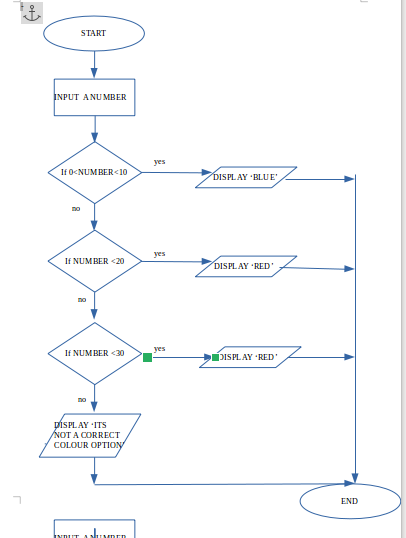 START
INPUT A NUMBER
If 0<NUMBER<10
yes
DISPLAY ‘BLUE’
no
If NUMBER <20
yes
DISPLAY ‘RED’
no
If NUMBER <30
yes
DISPLAY ‘RED’
no
DISPLAY ‘ITS
NOT A CORRECT
COLOUR OPTION’
END
INPUT A NUMBER